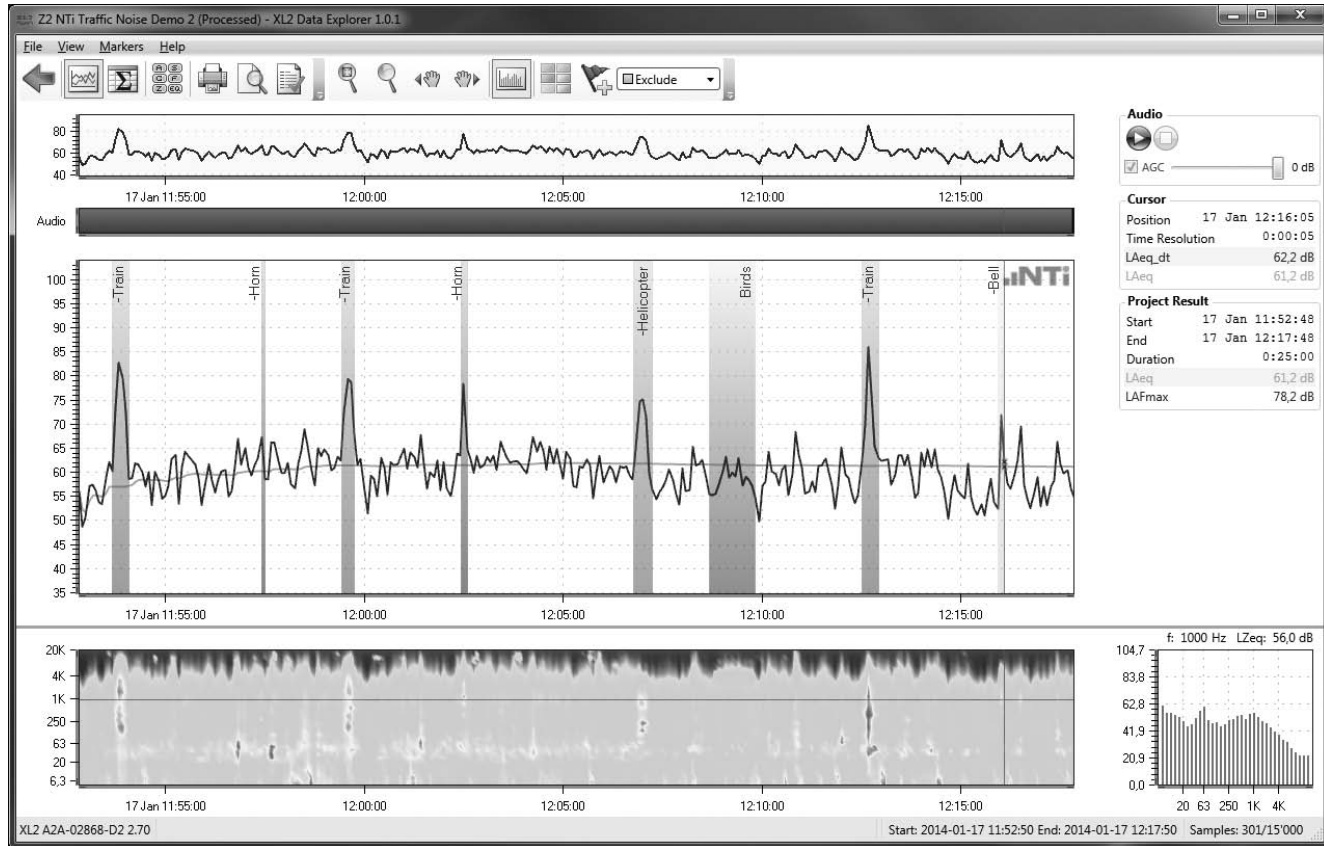 Z2 NTi Traffic Noise Demo 2 (Processed) - XL2 Data Explorer 1.0.1
File View Markers Help
Exclude
80
60
40
17 Jan 11:55:00 12:00:00 12:05:00 12:10:00 12:15:00
Audio
100
95
90
85
80
75
70
65
60
55
50
45
40
35
-Train
-Horn
-Train
-Horn
-Helicopter
Birds
-Train
-Bell
NTi
17 Jan 11:55:00 12:00:00 12:05:00 12:10:00 12:15:00
20K
4K
1K
250
63
20
6,3
17 Jan 11:55:00 12:00:00 12:05:00 12:10:00 12:15:00
Audio
AGC 0 dB
Cursor
Position 17 Jan 12:16:05
Time Resolution 0:00:05
LAeq_dt 62,2 dB
LAeq 61,2 dB
Project Result
Start 17 Jan 11:52:48
End 17 Jan 12:17:48
Duration 0:25:00
LAeq 61,2 dB
LAFmax 78,2 dB
f: 1000 Hz LZeq: 56,0 dB
104,7
83,8
62,8
41,9
20,9
0,0
20 63 250 1K 4K
XL2 A2A-02868-D2 2.70 Start: 2014-01-17 11:52:50 End: 2014-01-17 12:17:50 Samples: 301/15'000